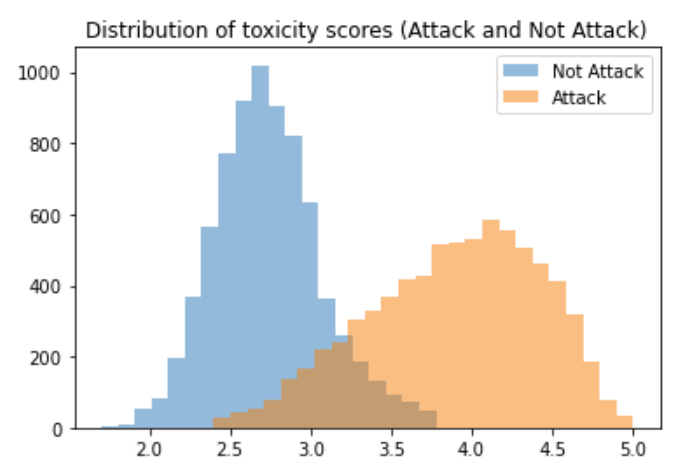 Distribution of toxicity scores (Attack and Not Attack)
Not Attack
Attack
1000
800
600
400
200
0
2.0 2.5 3.0 3.5 4.0 4.5 5.0